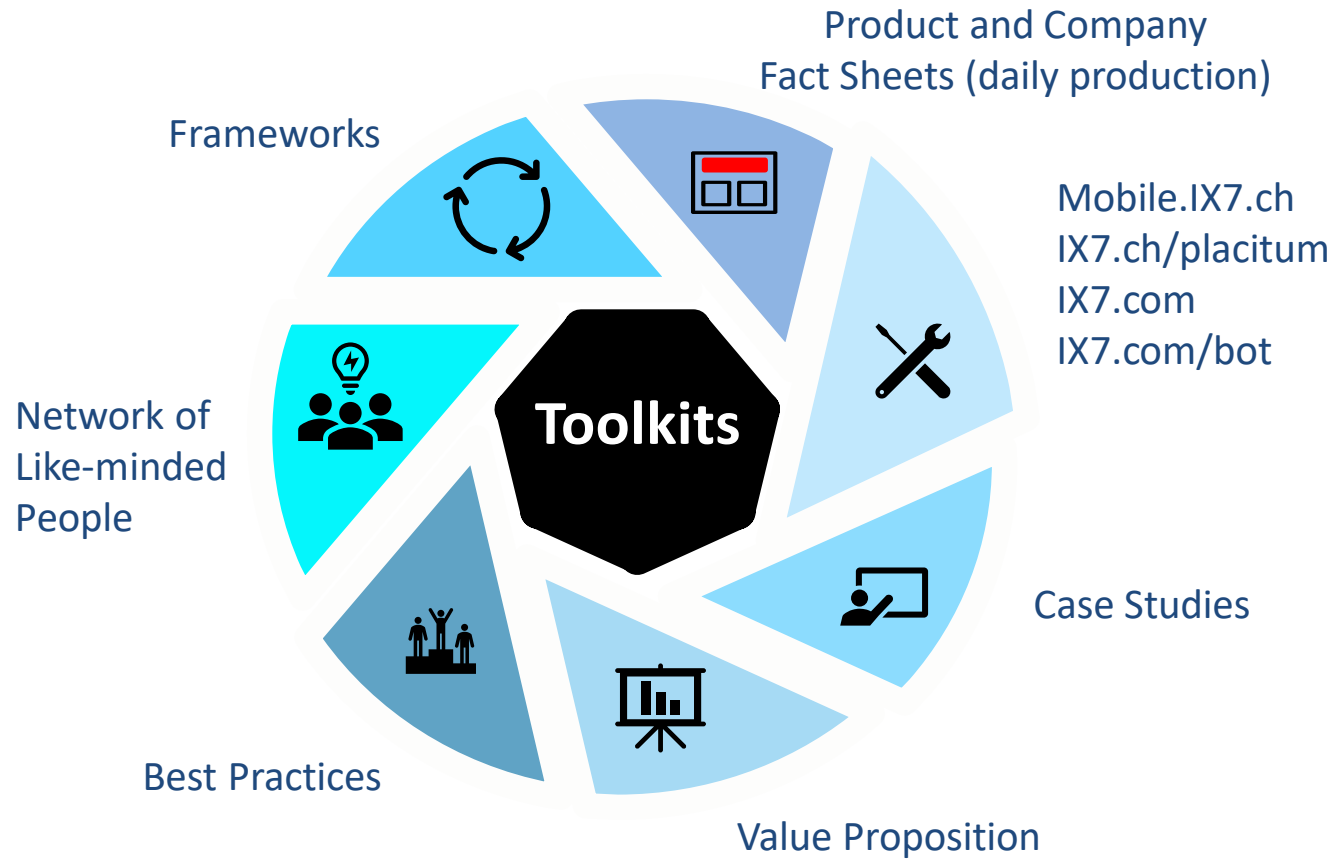 Product and Company
Fact Sheets (daily production)
Frameworks
Mobile.IX7.ch
IX7.ch/placitum
IX7.com
IX7.com/bot
Toolkits
Network of
Like-minded
People
Case Studies
Best Practices
Value Proposition